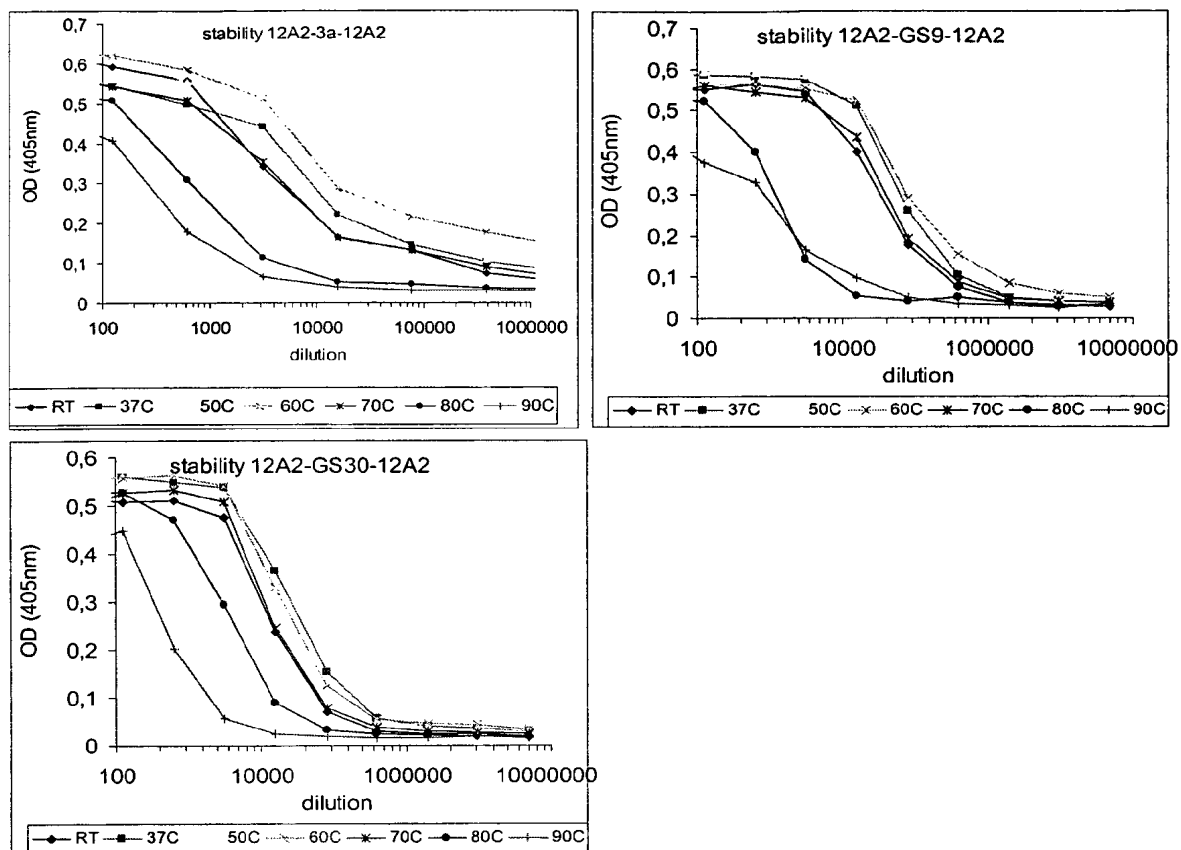 stability 12A2-3a-12A2
0,7
0,6
0,5
0,4
0,3
0,2
0,1
0
OD (405nm)
100 1000 10000 100000 1000000
dilution
RT 37C 50C 60C 70C 80C 90C
stability 12A2-GS9-12A2
0,7
0,6
0,5
0,4
0,3
0,2
0,1
0
OD (405nm)
100 10000 1000000 10000000
dilution
RT 37C 50C 60C 70C 80C 90C
stability 12A2-GS30-12A2
0,6
0,5
0,4
0,3
0,2
0,1
0
OD (405nm)
100 10000 1000000 10000000
dilution
RT 37C 50C 60C 70C 80C 90C